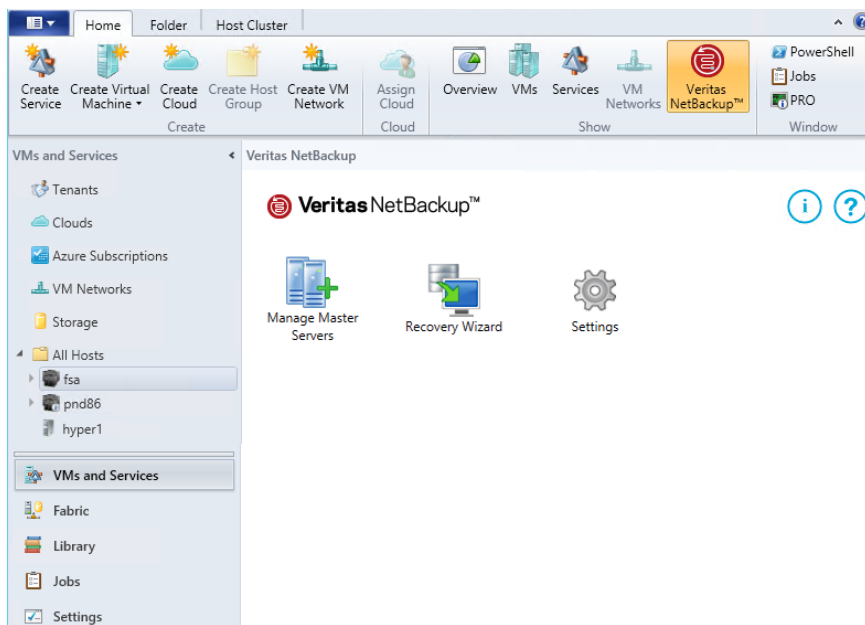 Home Folder Host Cluster
Create Service
Create Virtual Machine
Create Cloud
Create Host Group
Create VM Network
Assign Cloud
Overview
VMs
Services
VM Networks
Veritas NetBackup™
PowerShell
Jobs
PRO
Create Cloud Show Window
VMs and Services
Veritas NetBackup
Tenants
Clouds
Azure Subscriptions
VM Networks
Storage
All Hosts
fsa
pnd86
hyper1
VMs and Services
Fabric
Library
Jobs
Settings
Veritas NetBackup™
i ?
Manage Master
Servers
Recovery Wizard
Settings